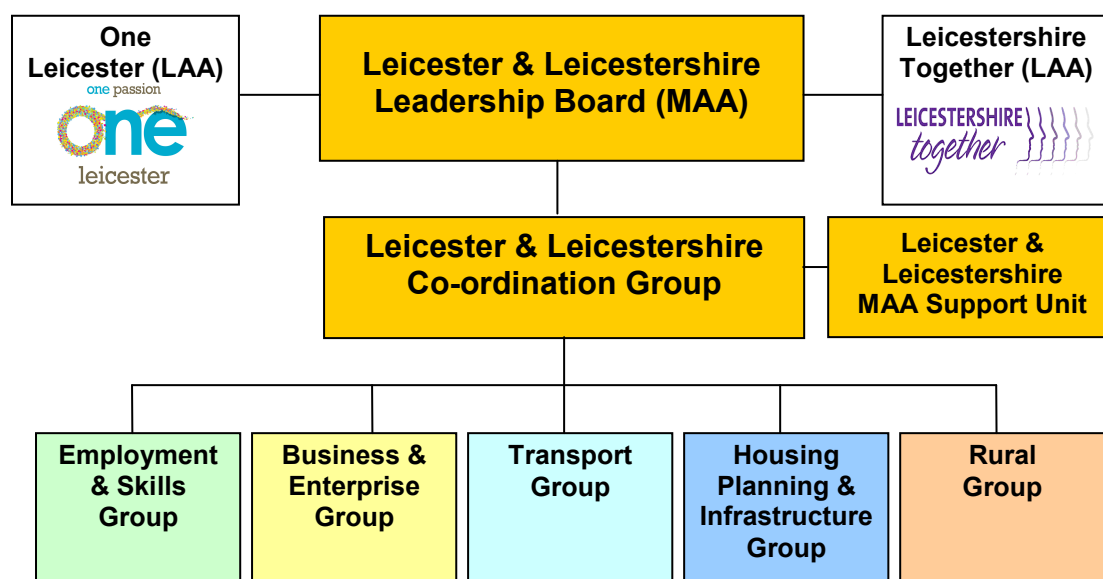 One
Leicester (LAA)
one passion
one
leicester
Leicester & Leicestershire
Leadership Board (MAA)
Leicestershire
Together (LAA)
LEICESTERSHIRE
together
Leicester & Leicestershire
Co-ordination Group
Leicester &
Leicestershire
MAA Support Unit
Employment
& Skills
Group
Business &
Enterprise
Group
Transport
Group
Housing
Planning &
Infrastructure
Group
Rural
Group